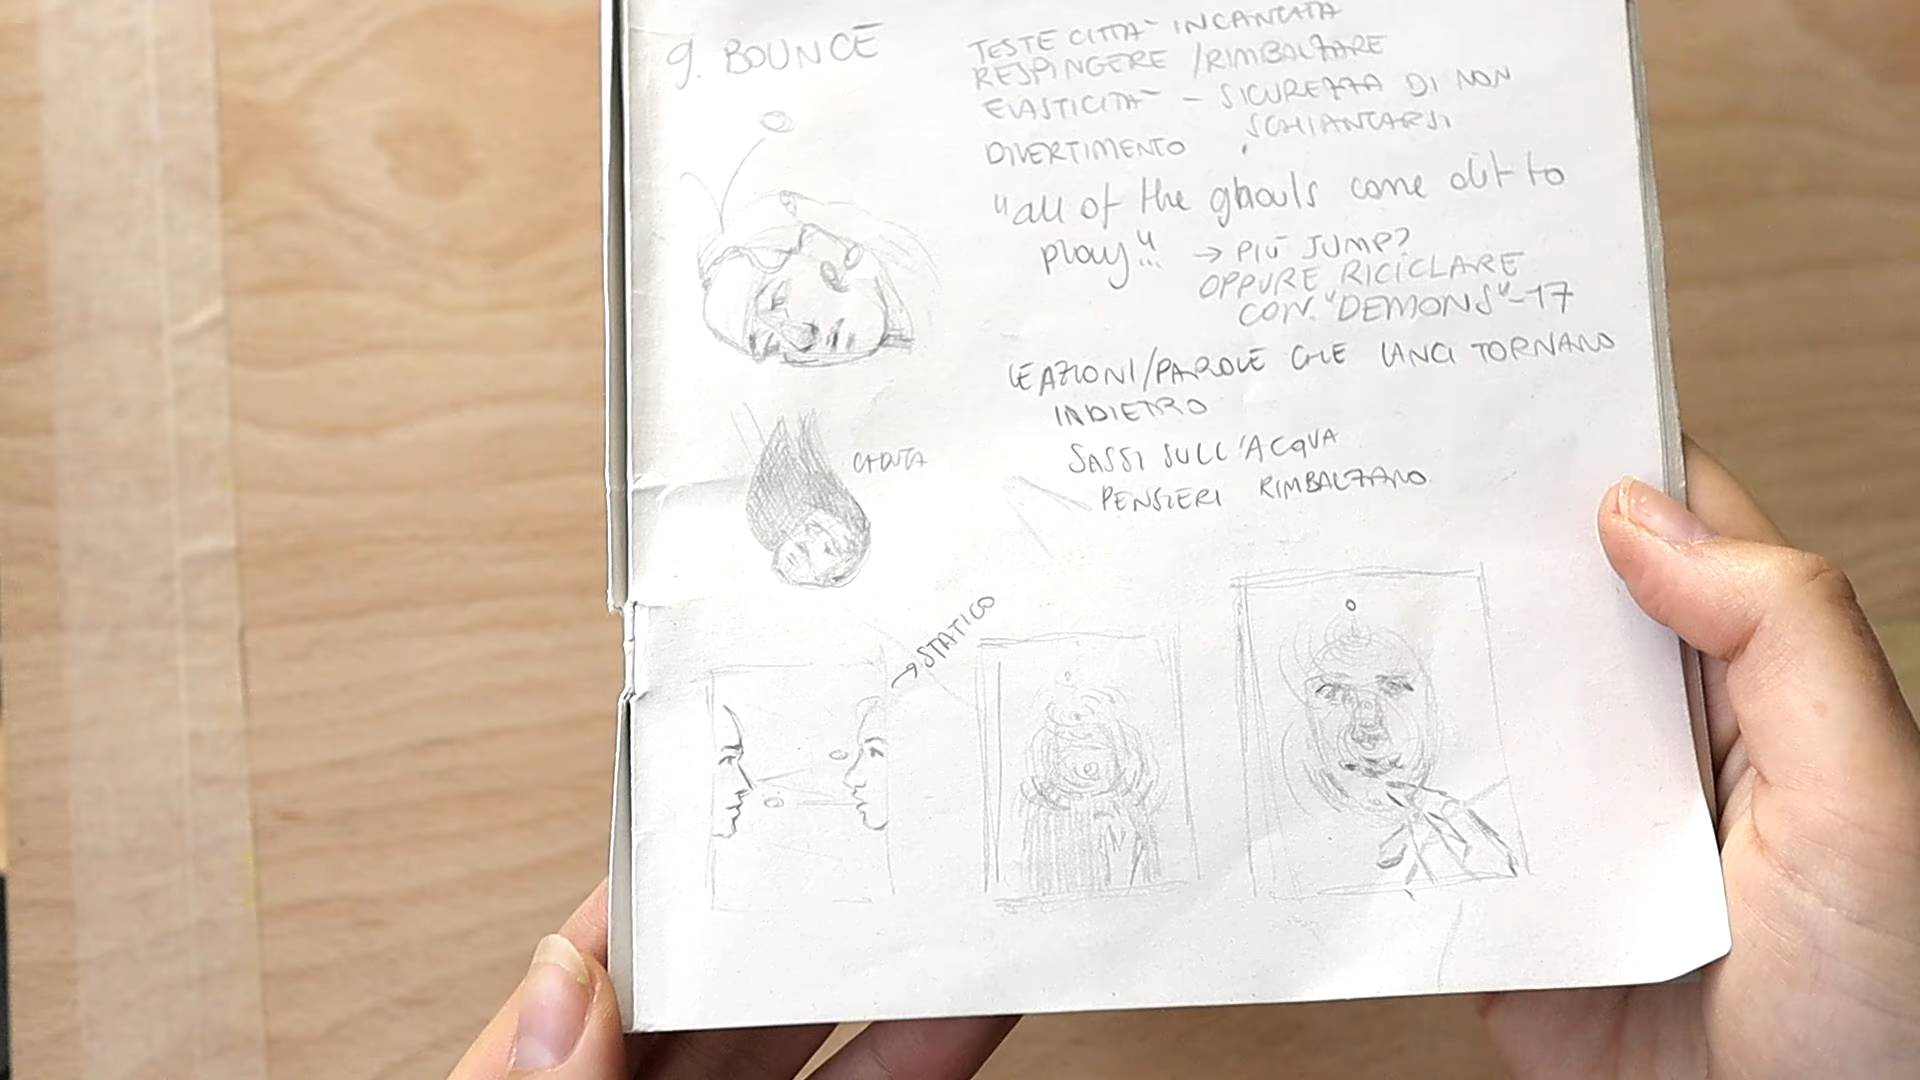 9. BOUNCE
TESTE CITTÀ INCANTATA
RESPINGERE / RIMBALZARE
ELASTICITÀ - SICUREZZA DI NON
SCHIANTARSI
DIVERTIMENTO
"all of the ghouls come out to
play"... → PIÙ JUMP?
OPPURE RICICLARE
CON "DEMONS" - 17
LE AZIONI/PAROLE CHE LANCI TORNANO
INDIETRO
SASSI SULL'ACQUA
PENSIERI RIMBALZANO
CADUTA
→ STATICO